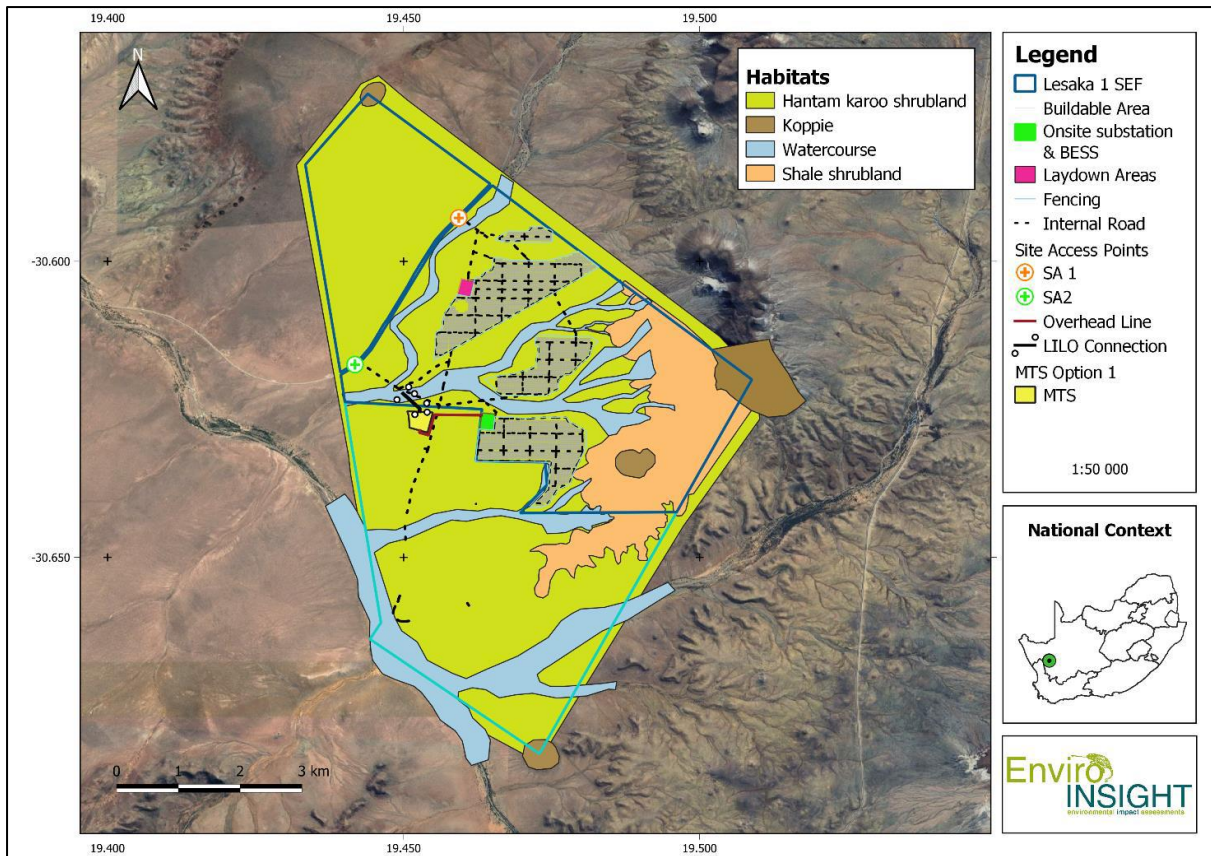 19.400
19.450
19.500
N
Habitats
Hantam karoo shrubland
Koppie
Watercourse
Shale shrubland
-30.600
-30.650
0 1 2 3 km
19.400
19.450
19.500
Legend
Lesaka 1 SEF
Buildable Area
Onsite substation
& BESS
Laydown Areas
Fencing
Internal Road
Site Access Points
SA 1
SA2
Overhead Line
LILO Connection
MTS Option 1
MTS
1:50 000
National Context
Enviro
INSIGHT
environmental impact assessments